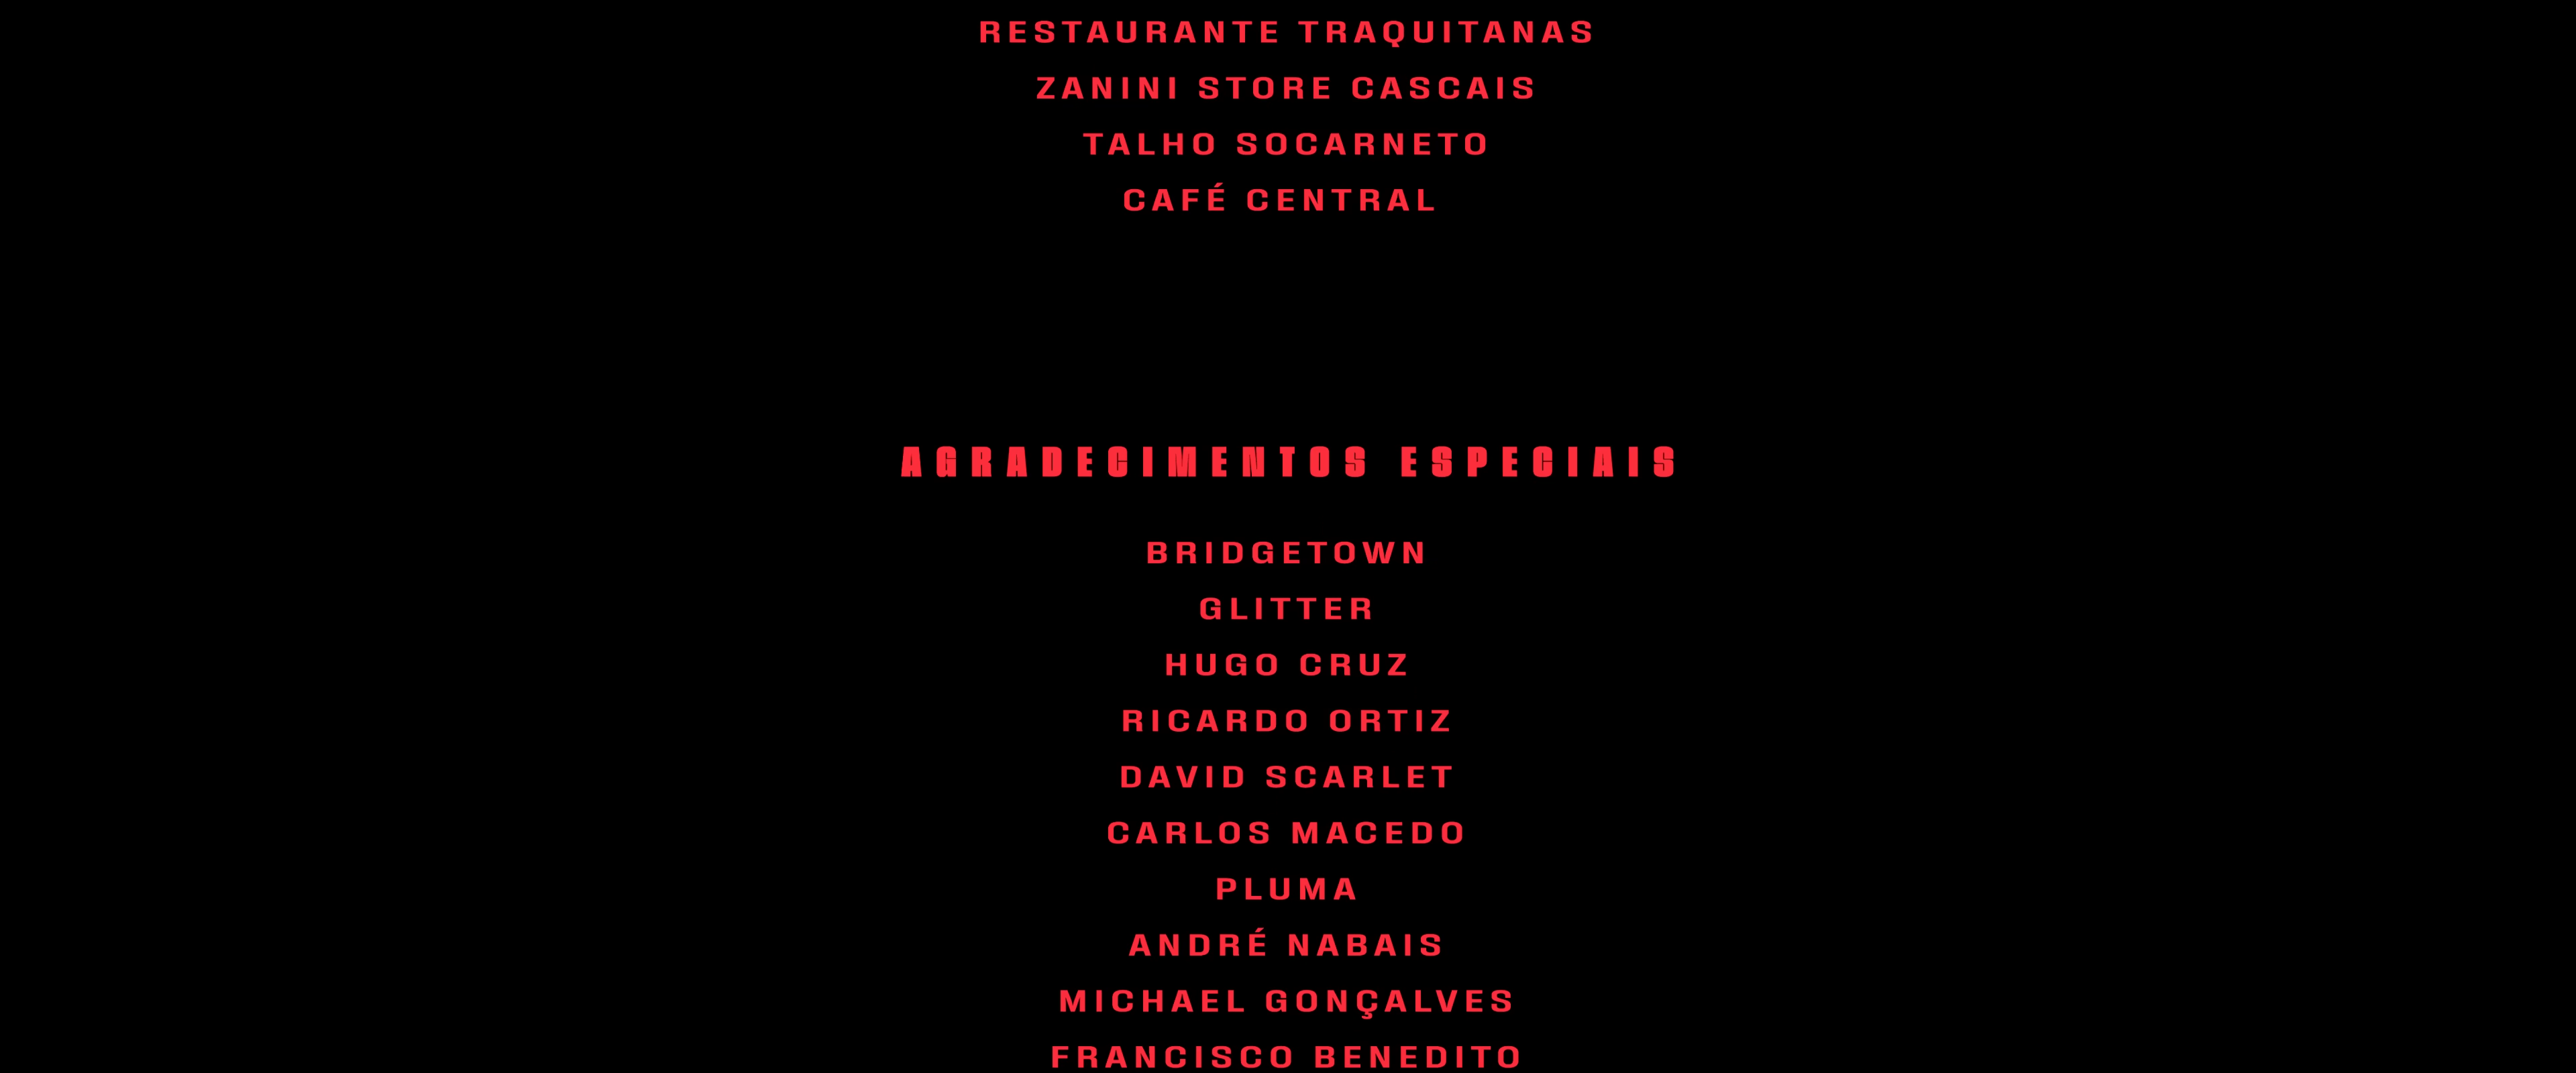 RESTAURANTE TRAQUITANAS
ZANINI STORE CASCAIS
TALHO SOCARNETO
CAFÉ CENTRAL
AGRADECIMENTOS ESPECIAIS
BRIDGETOWN
GLITTER
HUGO CRUZ
RICARDO ORTIZ
DAVID SCARLET
CARLOS MACEDO
PLUMA
ANDRÉ NABAIS
MICHAEL GONÇALVES
FRANCISCO BENEDITO